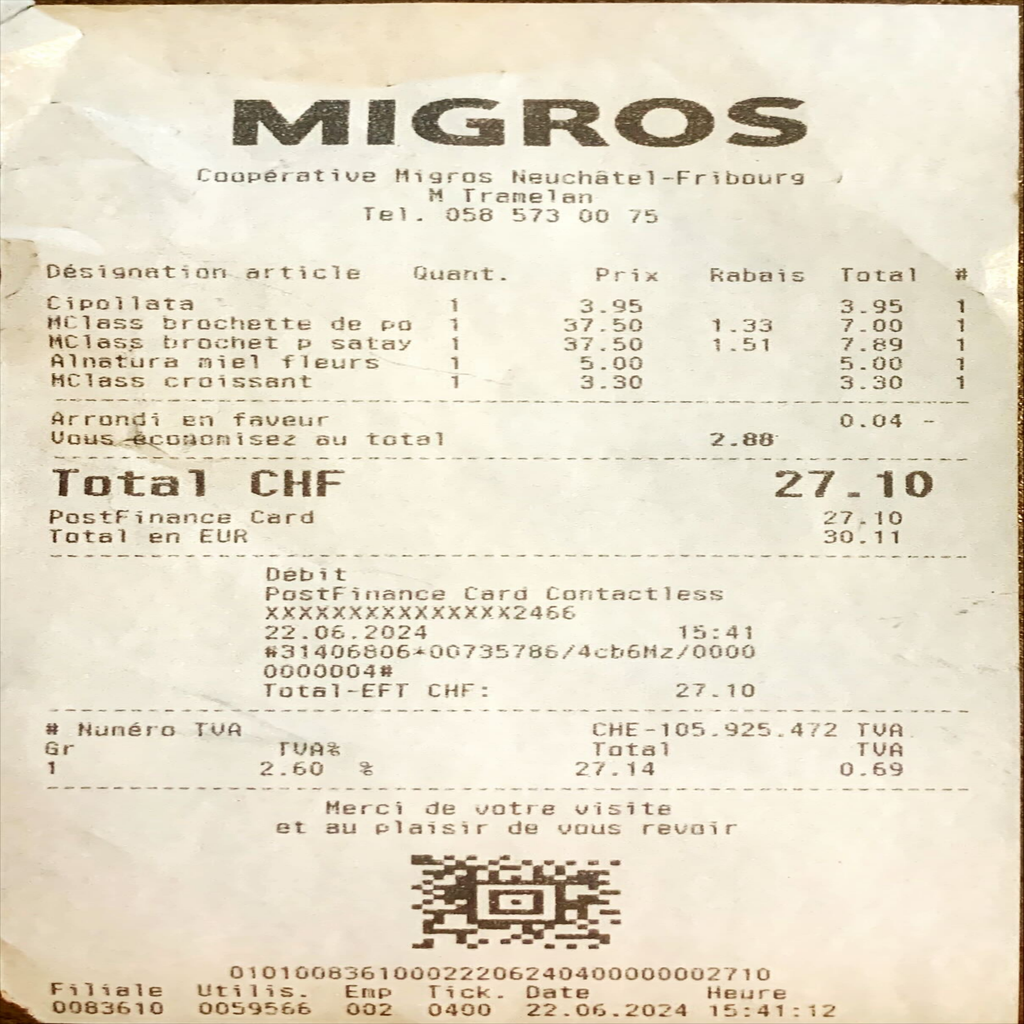 MIGROS
Coopérative Migros Neuchâtel-Fribourg
M Tramelan
Tel. 058 573 00 75
Désignation article Quant. Prix Rabais Total #
Cipollata 1 3.95 3.95 1
MClass brochette de po 1 37.50 1.33 7.00 1
MClass brochet p satay 1 37.50 1.51 7.89 1
Alnatura miel fleurs 1 5.00 5.00 1
MClass croissant 1 3.30 3.30 1
Arrondi en faveur 0.04 -
Vous économisez au total 2.88
Total CHF 27.10
PostFinance Card 27.10
Total en EUR 30.11
Débit
PostFinance Card Contactless
XXXXXXXXXXXXXXX2466
22.06.2024 15:41
#31406806*00735786/4cb6Mz/0000
0000004#
Total-EFT CHF: 27.10
# Numéro TVA CHE-105.925.472 TVA
Gr TVA% Total TVA
1 2.60 % 27.14 0.69
Merci de votre visite
et au plaisir de vous revoir
0101008361000222062404000000002710
Filiale Utilis. Emp Tick. Date Heure
0083610 0059566 002 0400 22.06.2024 15:41:12